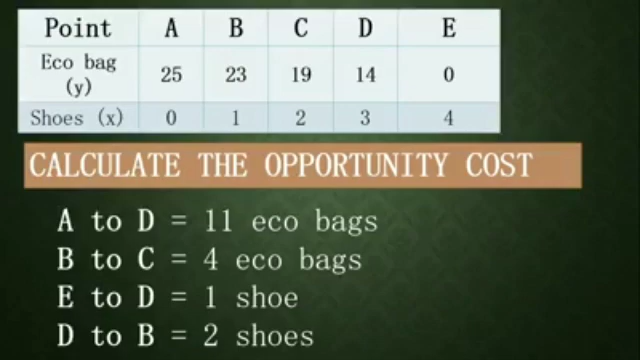 Point A B C D E
Eco bag (y) 25 23 19 14 0
Shoes (x) 0 1 2 3 4
CALCULATE THE OPPORTUNITY COST
A to D = 11 eco bags
B to C = 4 eco bags
E to D = 1 shoe
D to B = 2 shoes